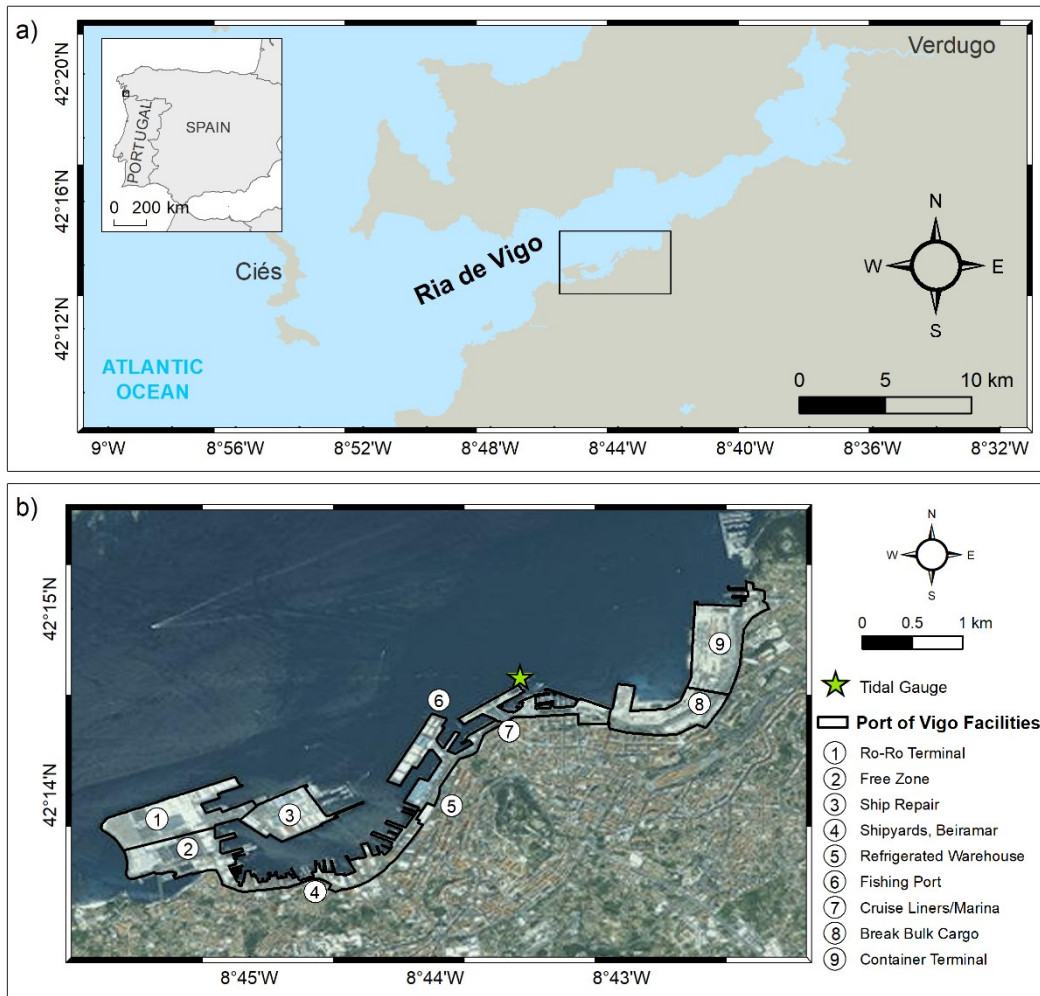 a)
Verdugo
42°20'N
42°16'N
42°12'N
PORTUGAL
SPAIN
0 200 km
Ciés
Ria de Vigo
ATLANTIC
OCEAN
N
W E
S
0 5 10 km
9°W 8°56'W 8°52'W 8°48'W 8°44'W 8°40'W 8°36'W 8°32'W
b)
42°15'N
42°14'N
1
2
3
4
5
6
7
8
9
8°45'W 8°44'W 8°43'W
N
W E
S
0 0.5 1 km
Tidal Gauge
Port of Vigo Facilities
1 Ro-Ro Terminal
2 Free Zone
3 Ship Repair
4 Shipyards, Beiramar
5 Refrigerated Warehouse
6 Fishing Port
7 Cruise Liners/Marina
8 Break Bulk Cargo
9 Container Terminal